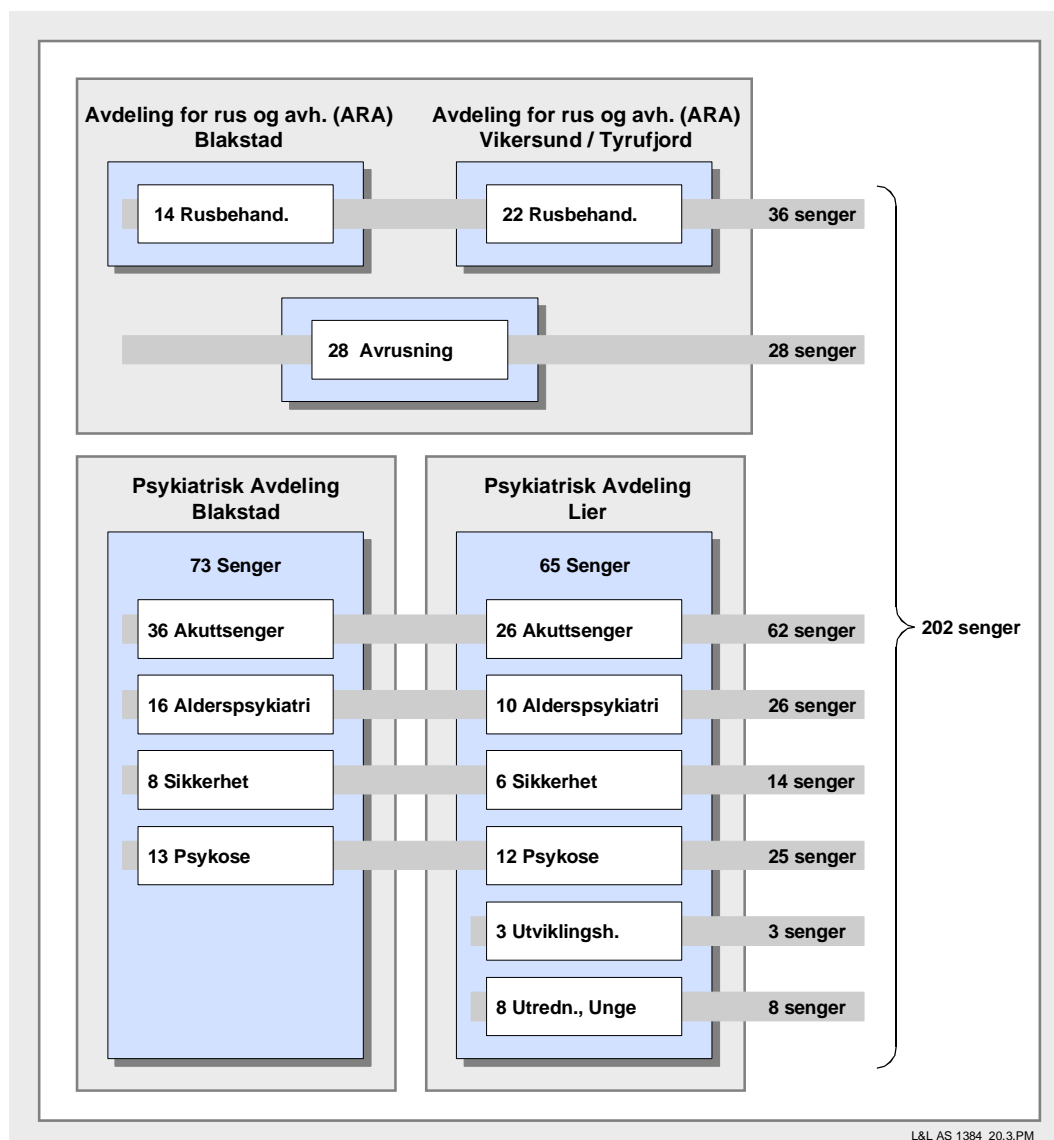 Avdeling for rus og avh. (ARA)
Blakstad
Avdeling for rus og avh. (ARA)
Vikersund / Tyrufjord
14 Rusbehand.
22 Rusbehand.
36 senger
28 Avrusning
28 senger
Psykiatrisk Avdeling
Blakstad
Psykiatrisk Avdeling
Lier
73 Senger
65 Senger
36 Akuttsenger
26 Akuttsenger
62 senger
202 senger
16 Alderspsykiatri
10 Alderspsykiatri
26 senger
8 Sikkerhet
6 Sikkerhet
14 senger
13 Psykose
12 Psykose
25 senger
3 Utviklingsh.
3 senger
8 Utredn., Unge
8 senger
L&L AS 1384 20.3.PM